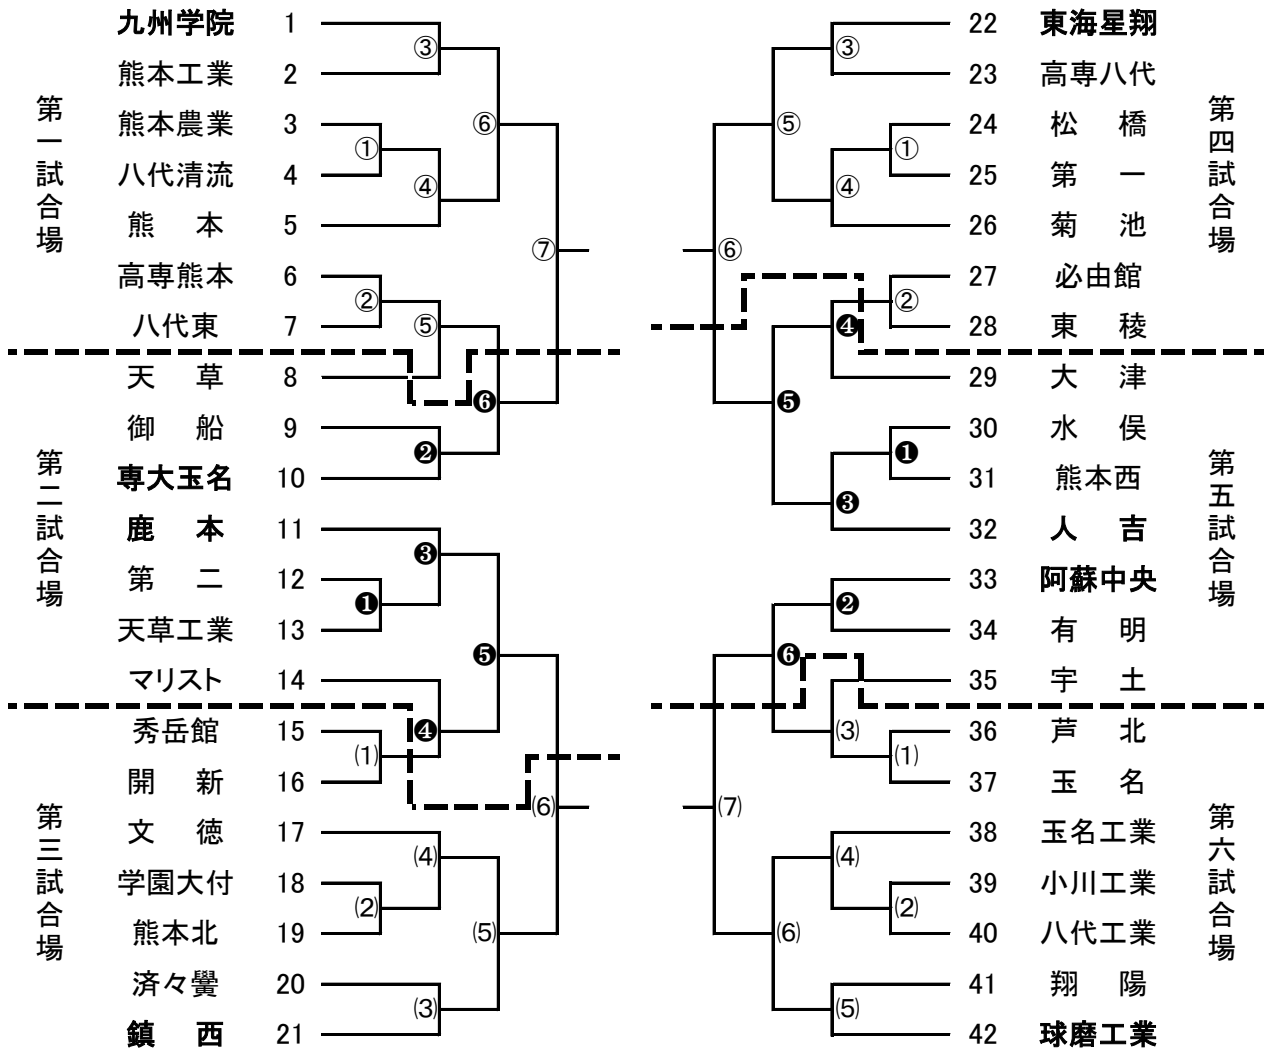 第一試合場
九州学院 1
熊本工業 2
熊本農業 3
八代清流 4
熊 本 5
高専熊本 6
八代東 7
③
①
④
⑥
②
⑤
⑦
第二試合場
天 草 8
御 船 9
専大玉名 10
鹿 本 11
第 二 12
天草工業 13
マリスト 14
❻
❷
❸
❶
❺
❹
第三試合場
秀岳館 15
開 新 16
文 徳 17
学園大付 18
熊本北 19
済々黌 20
鎮 西 21
⑴
⑹
⑷
⑵
⑸
⑶
第四試合場
22 東海星翔
23 高専八代
24 松 橋
25 第 一
26 菊 池
27 必由館
28 東 稜
③
⑤
①
④
⑥
②
第五試合場
29 大 津
30 水 俣
31 熊本西
32 人 吉
33 阿蘇中央
34 有 明
35 宇 土
❹
❺
❶
❸
❷
❻
第六試合場
36 芦 北
37 玉 名
38 玉名工業
39 小川工業
40 八代工業
41 翔 陽
42 球磨工業
⑶
⑴
⑺
⑷
⑵
⑹
⑸